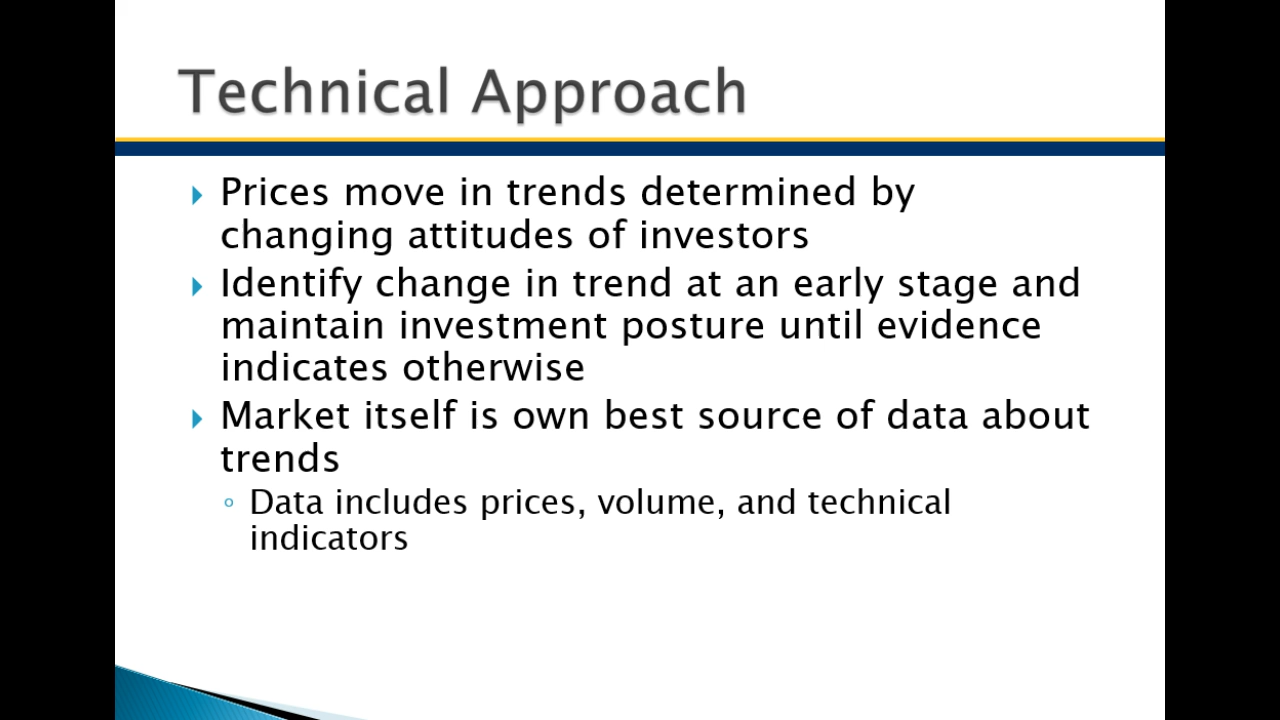 Technical Approach
Prices move in trends determined by
changing attitudes of investors
Identify change in trend at an early stage and
maintain investment posture until evidence
indicates otherwise
Market itself is own best source of data about
trends
Data includes prices, volume, and technical
indicators